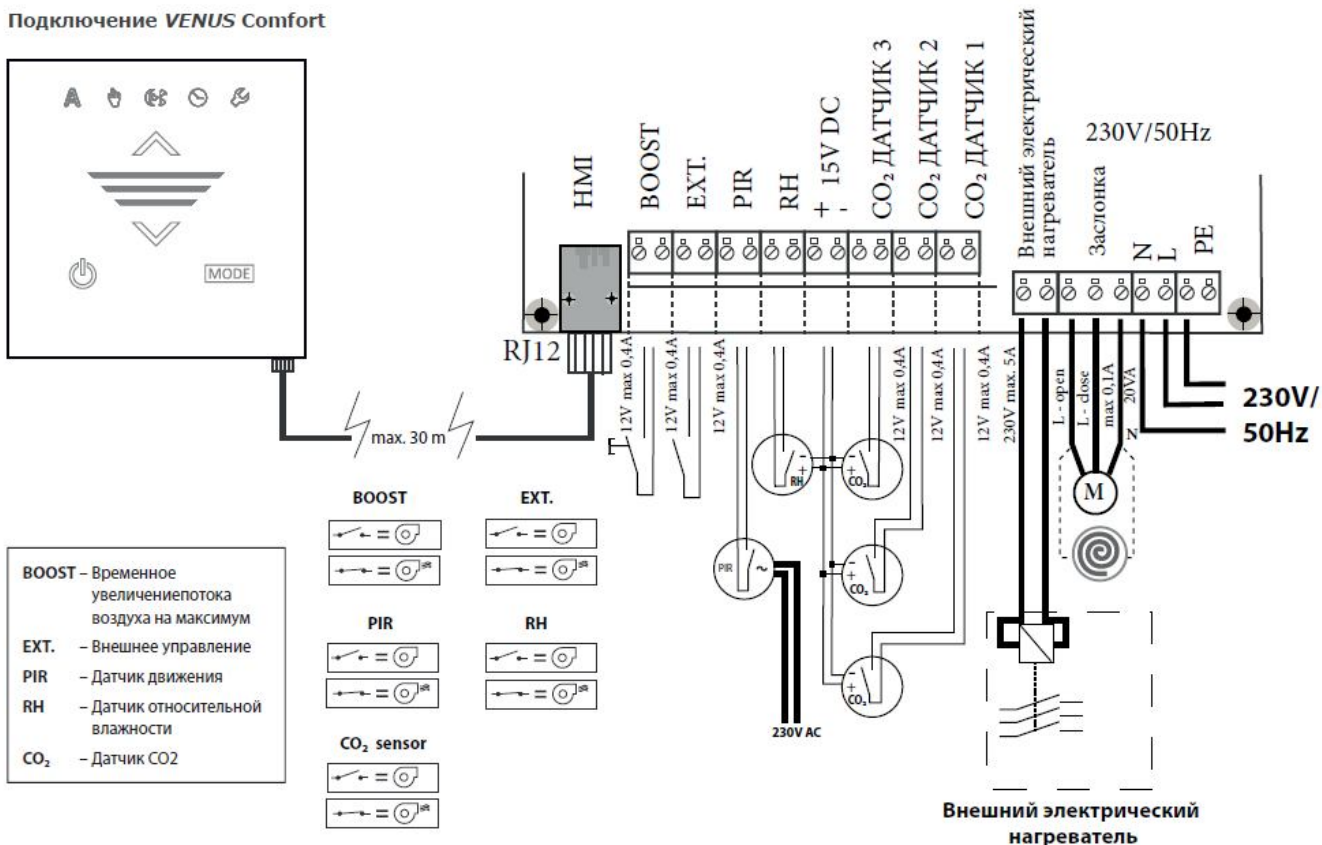 Подключение VENUS Comfort
A
MODE
HMI
BOOST
EXT.
PIR
RH
+ 15V DC
-
CO₂ ДАТЧИК 3
CO₂ ДАТЧИК 2
CO₂ ДАТЧИК 1
Внешний электрический
нагреватель
Заслонка
230V/50Hz
N
L
PE
RJ12
max. 30 m
12V max 0,4A
12V max 0,4A
12V max 0,4A
12V max 0,4A
12V max 0,4A
12V max 0,4A
230V max. 5A
L - open
L - close
max 0,1A
20VA
N
230V/
50Hz
M
RH
-
+
-
+
CO₂
PIR
~
-
+
CO₂
-
+
CO₂
230V AC
BOOST
=
=
EXT.
=
=
PIR
=
=
RH
=
=
CO₂ sensor
=
=
BOOST – Временное
увеличениепотока
воздуха на максимум
EXT. – Внешнее управление
PIR – Датчик движения
RH – Датчик относительной
влажности
CO₂ – Датчик CO2
Внешний электрический
нагреватель